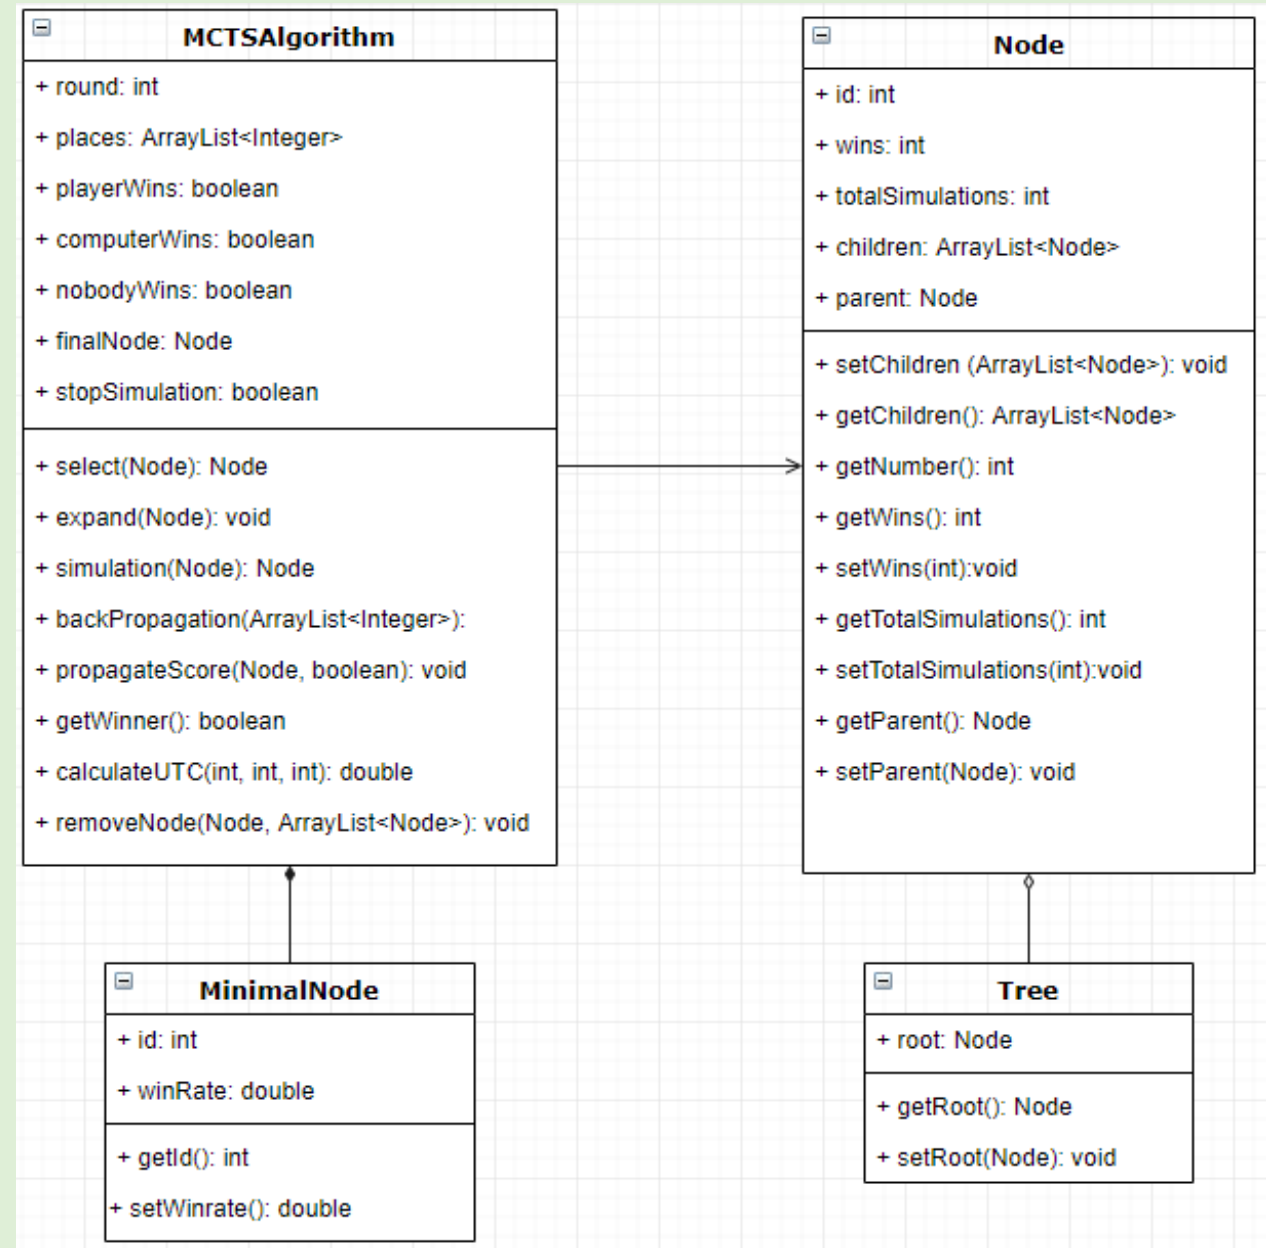 MCTSAlgorithm
+ round: int
+ places: ArrayList<Integer>
+ playerWins: boolean
+ computerWins: boolean
+ nobodyWins: boolean
+ finalNode: Node
+ stopSimulation: boolean
+ select(Node): Node
+ expand(Node): void
+ simulation(Node): Node
+ backPropagation(ArrayList<Integer>):
+ propagateScore(Node, boolean): void
+ getWinner(): boolean
+ calculateUTC(int, int, int): double
+ removeNode(Node, ArrayList<Node>): void
Node
+ id: int
+ wins: int
+ totalSimulations: int
+ children: ArrayList<Node>
+ parent: Node
+ setChildren (ArrayList<Node>): void
+ getChildren(): ArrayList<Node>
+ getNumber(): int
+ getWins(): int
+ setWins(int):void
+ getTotalSimulations(): int
+ setTotalSimulations(int):void
+ getParent(): Node
+ setParent(Node): void
MinimalNode
+ id: int
+ winRate: double
+ getId(): int
+ setWinrate(): double
Tree
+ root: Node
+ getRoot(): Node
+ setRoot(Node): void